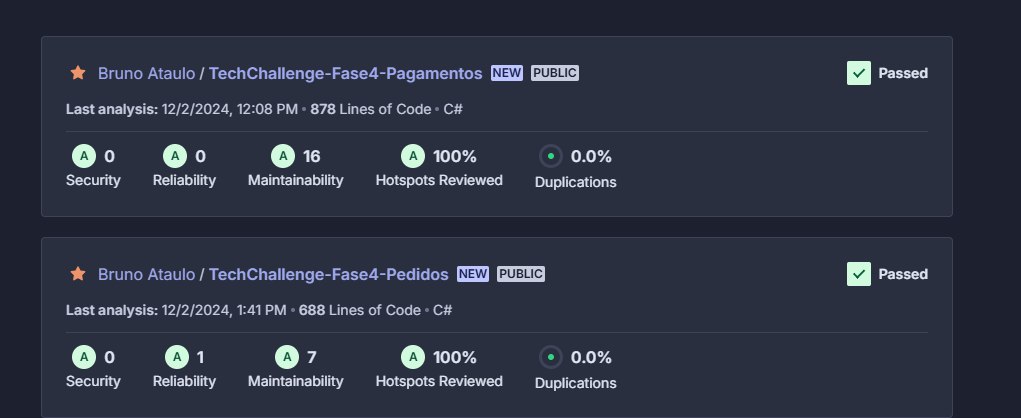 Bruno Ataulo / TechChallenge-Fase4-Pagamentos NEW PUBLIC Passed
Last analysis: 12/2/2024, 12:08 PM • 878 Lines of Code • C#
A 0 A 0 A 16 A 100% 0.0%
Security Reliability Maintainability Hotspots Reviewed Duplications
Bruno Ataulo / TechChallenge-Fase4-Pedidos NEW PUBLIC Passed
Last analysis: 12/2/2024, 1:41 PM • 688 Lines of Code • C#
A 0 A 1 A 7 A 100% 0.0%
Security Reliability Maintainability Hotspots Reviewed Duplications